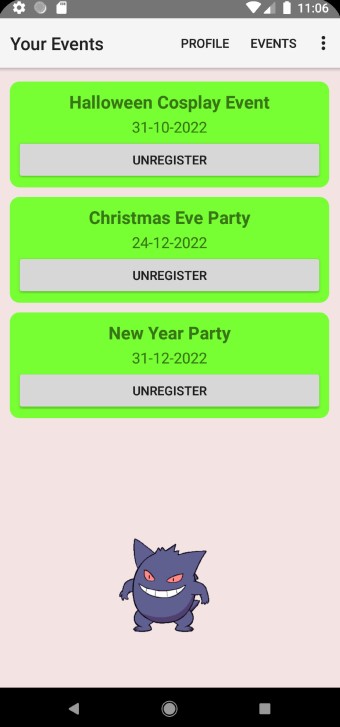 11:06
Your Events
PROFILE
EVENTS
Halloween Cosplay Event
31-10-2022
UNREGISTER
Christmas Eve Party
24-12-2022
UNREGISTER
New Year Party
31-12-2022
UNREGISTER